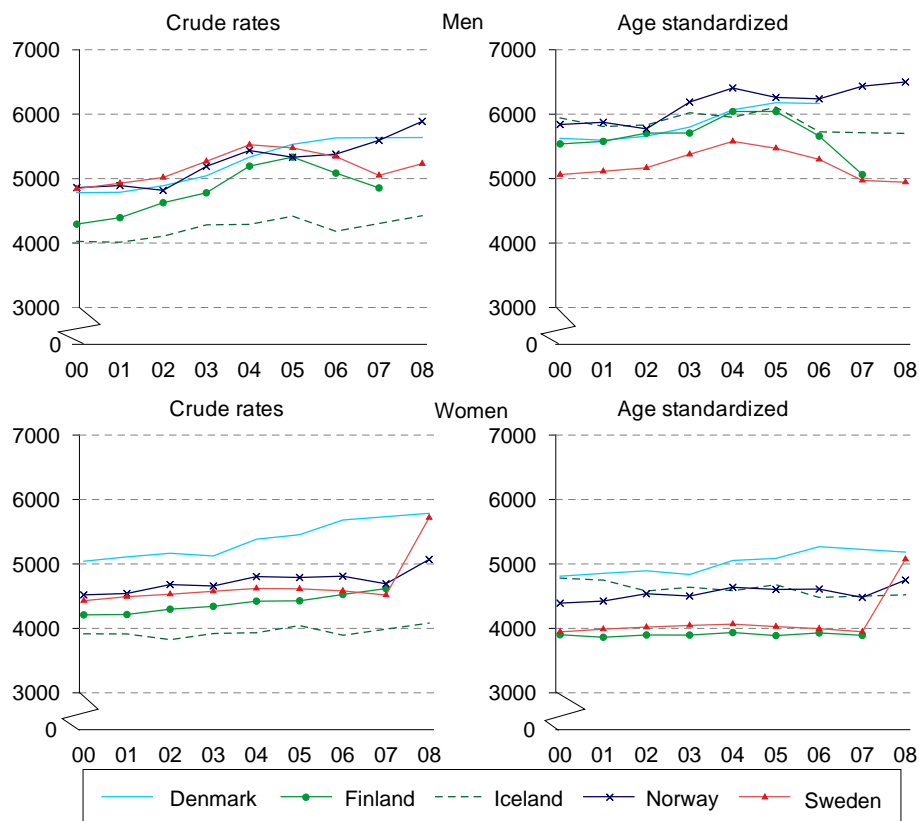 Crude rates Men Age standardized
7000 7000
6000 6000
5000 5000
4000 4000
3000 3000
0 0
00 01 02 03 04 05 06 07 08 00 01 02 03 04 05 06 07 08
Crude rates Women Age standardized
7000 7000
6000 6000
5000 5000
4000 4000
3000 3000
0 0
00 01 02 03 04 05 06 07 08 00 01 02 03 04 05 06 07 08
Denmark Finland Iceland Norway Sweden